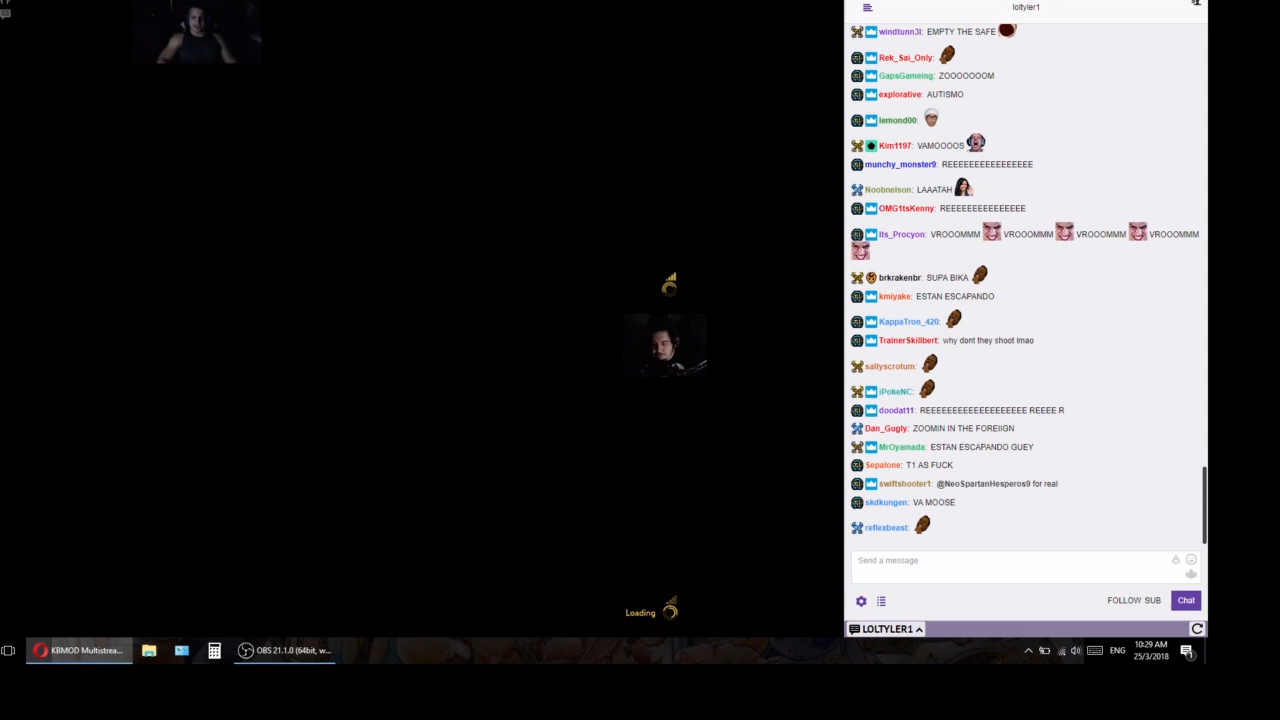 loltyler1
windtunn3l: EMPTY THE SAFE
Rek_Sai_Only:
GapsGameing: ZOOOOOOOM
explorative: AUTISMO
lemond00:
Kim1197: VAMOOOOS
munchy_monster9: REEEEEEEEEEEEEEEE
Noobnelson: LAAATAH
OMG1tsKenny: REEEEEEEEEEEEEEE
Its_Procyon: VROOOMMM VROOOMMM VROOOMMM VROOOMMM
brkrakenbr: SUPA BIKA
kmiyake: ESTAN ESCAPANDO
KappaTron_420:
TrainerSkillbert: why dont they shoot lmao
saltyscrotum:
iPokeNC:
doodat11: REEEEEEEEEEEEEEEEEEE REEEE R
Dan_Gugly: ZOOMIN IN THE FOREIIGN
MrOyamada: ESTAN ESCAPANDO GUEY
Sepalone: T1 AS FUCK
swiftshooter1: @NeoSpartanHesperos9 for real
skdkungen: VA MOOSE
reflexbeast:
Send a message
FOLLOW SUB Chat
Loading
LOLTYLER1
KBMOD Multistrea...
OBS 21.1.0 (64bit, w...
ENG
10:29 AM
25/3/2018
1